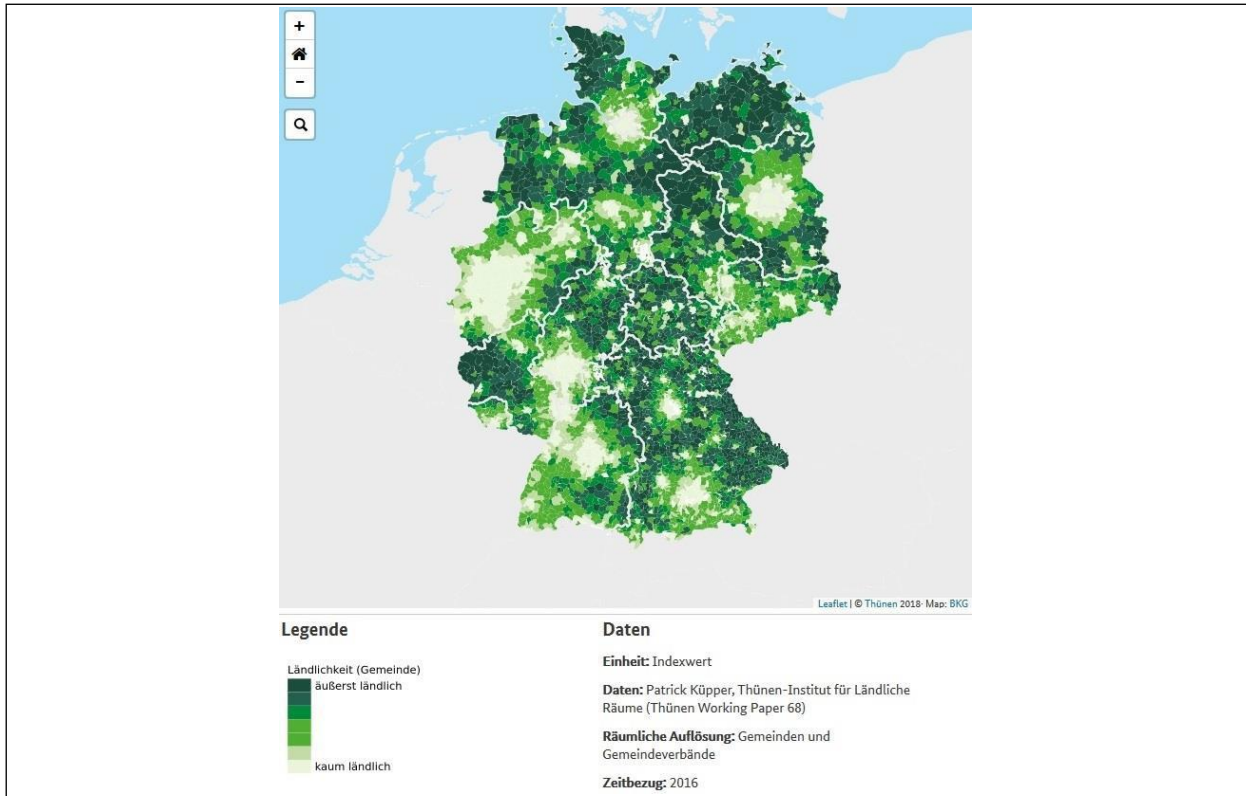 +
−
Leaflet | © Thünen 2018· Map: BKG
Legende
Ländlichkeit (Gemeinde)
äußerst ländlich
kaum ländlich
Daten
Einheit: Indexwert
Daten: Patrick Küpper, Thünen-Institut für Ländliche
Räume (Thünen Working Paper 68)
Räumliche Auflösung: Gemeinden und
Gemeindeverbände
Zeitbezug: 2016